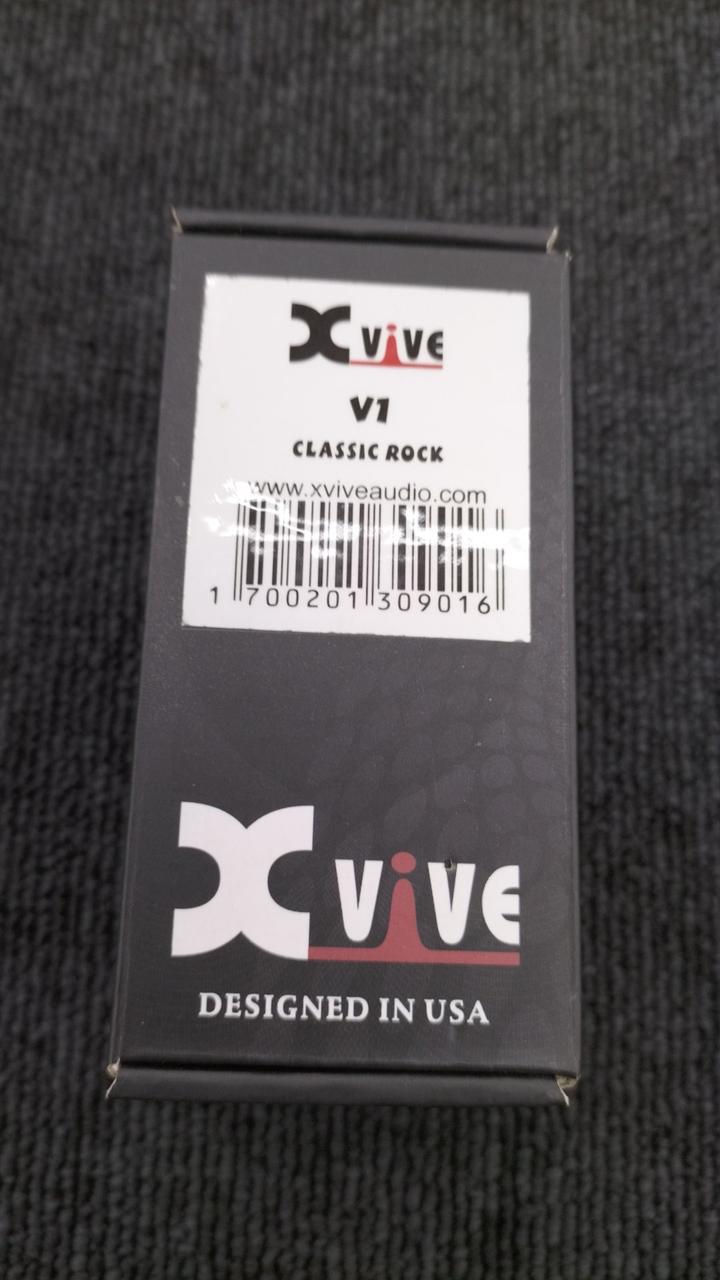 Xvive
V1
CLASSIC ROCK
www.xviveaudio.com
1 700201 309016
Xvive
DESIGNED IN USA